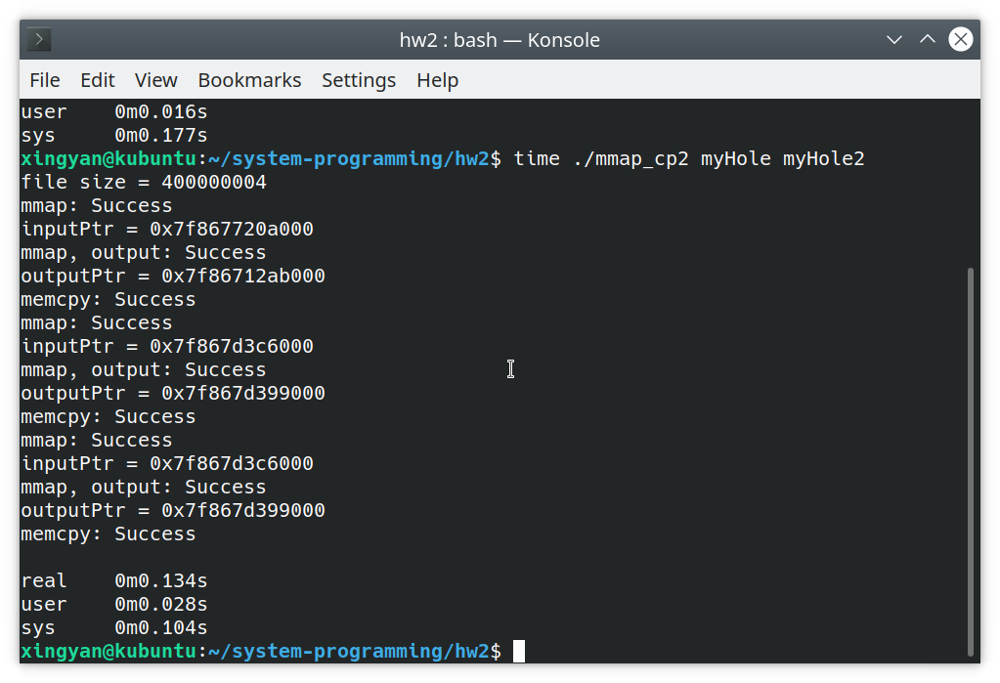 hw2 : bash — Konsole
File Edit View Bookmarks Settings Help
user    0m0.016s
sys     0m0.177s
xingyan@kubuntu:~/system-programming/hw2$ time ./mmap_cp2 myHole myHole2
file size = 400000004
mmap: Success
inputPtr = 0x7f867720a000
mmap, output: Success
outputPtr = 0x7f86712ab000
memcpy: Success
mmap: Success
inputPtr = 0x7f867d3c6000
mmap, output: Success
outputPtr = 0x7f867d399000
memcpy: Success
mmap: Success
inputPtr = 0x7f867d3c6000
mmap, output: Success
outputPtr = 0x7f867d399000
memcpy: Success
real    0m0.134s
user    0m0.028s
sys     0m0.104s
xingyan@kubuntu:~/system-programming/hw2$